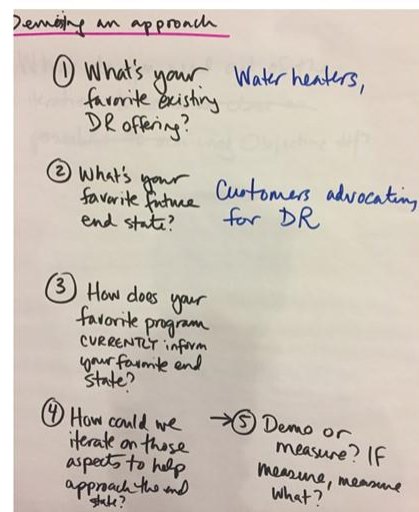 Demoing an approach
① What's your
favorite existing
DR offering?
Water heaters,
② What's your
favorite future
end state?
Customers advocating
for DR
③ How does your
favorite program
CURRENTLY inform
your favorite end
state?
④ How could we
iterate on those
aspects to help
approach the end
state?
→⑤ Demo or
measure? IF
measure, measure
what?